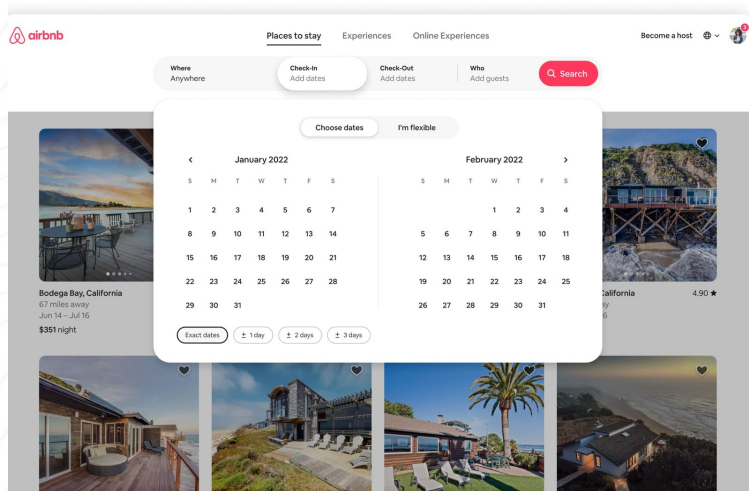 airbnb
Places to stay Experiences Online Experiences
Become a host
3
Where
Anywhere
Check-In
Add dates
Check-Out
Add dates
Who
Add guests
Search
Choose dates I'm flexible
January 2022
S M T W T F S
1 2 3 4 5 6 7
8 9 10 11 12 13 14
15 16 17 18 19 20 21
22 23 24 25 26 27 28
29 30 31
February 2022
S M T W T F S
1 2 3 4
5 6 7 8 9 10 11
12 13 14 15 16 17 18
19 20 21 22 23 24 25
26 27 28 29 30 31
Exact dates ± 1 day ± 2 days ± 3 days
Bodega Bay, California
67 miles away
Jun 14 – Jul 16
$351 night
California 4.90 ★